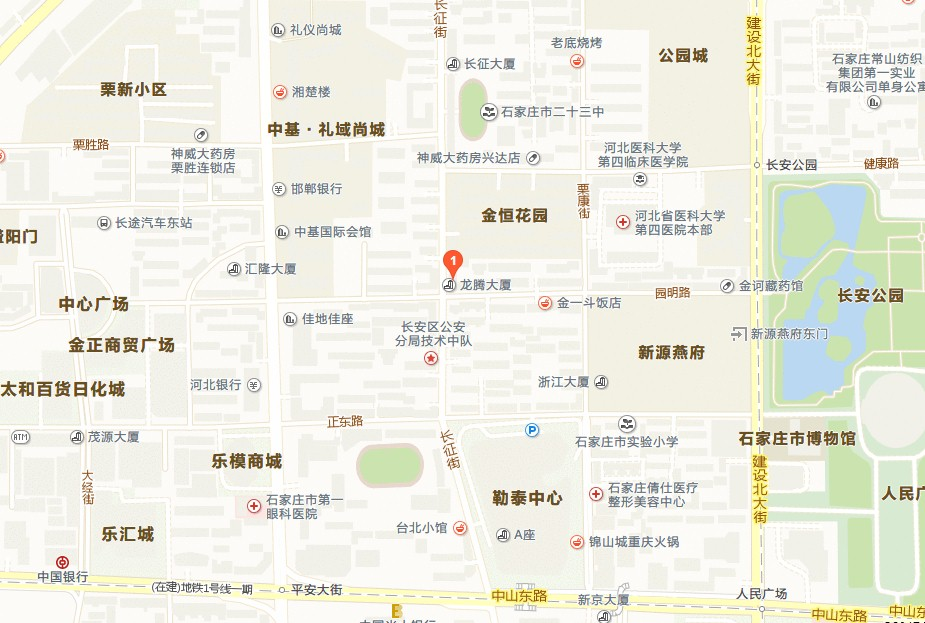 长征街
礼仪尚城
建设北大街
老底烧烤
公园城
长征大厦
石家庄常山纺织
集团第一实业
有限公司单身公寓
栗新小区
湘楚楼
石家庄市二十三中
中基·礼域尚城
栗胜路
神威大药房
栗胜连锁店
神威大药房兴达店
河北医科大学
第四临床医学院
长安公园
健康路
邯郸银行
栗康街
长途汽车东站
金恒花园
河北省医科大学
第四医院本部
中基国际会馆
阳门
1
汇隆大厦
龙腾大厦
金诃藏药馆
园明路
长安公园
中心广场
金一斗饭店
佳地佳座
长安区公安
分局技术中队
新源燕府东门
金正商贸广场
新源燕府
太和百货日化城
河北银行
浙江大厦
正东路
P
ATM
茂源大厦
长征街
石家庄市实验小学
石家庄市博物馆
乐模商城
建设北大街
大经街
石家庄市第一
眼科医院
勒泰中心
石家庄倩仕医疗
整形美容中心
人民广
乐汇城
台北小馆
A座
锦山城重庆火锅
中国银行
(在建)地铁1号线一期
平安大街
中山东路
新京大厦
人民广场
中山东路
中山东